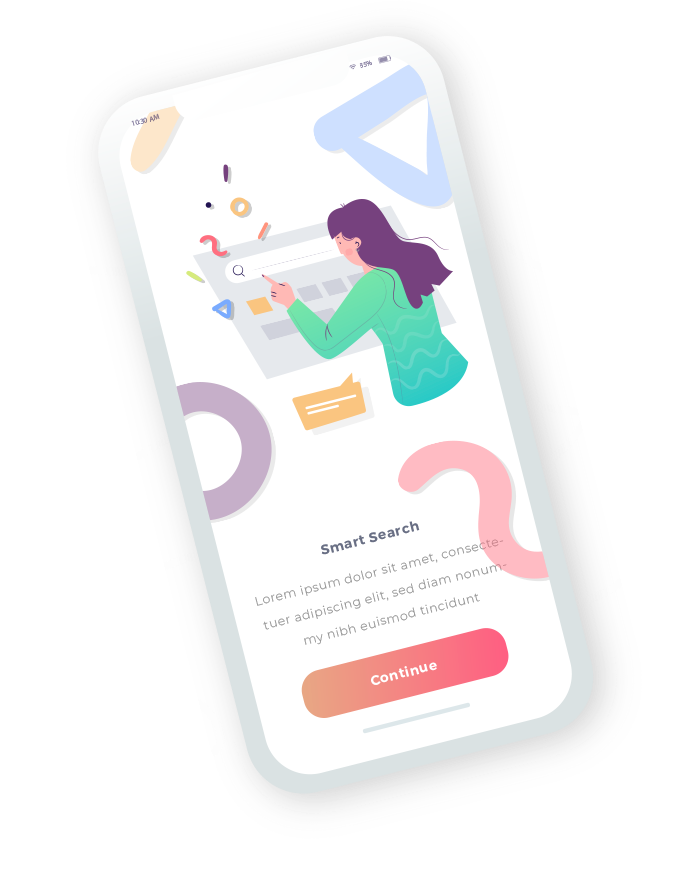 10:30 AM
83%
Smart Search
Lorem ipsum dolor sit amet, consecte-
tuer adipiscing elit, sed diam nonum-
my nibh euismod tincidunt
Continue